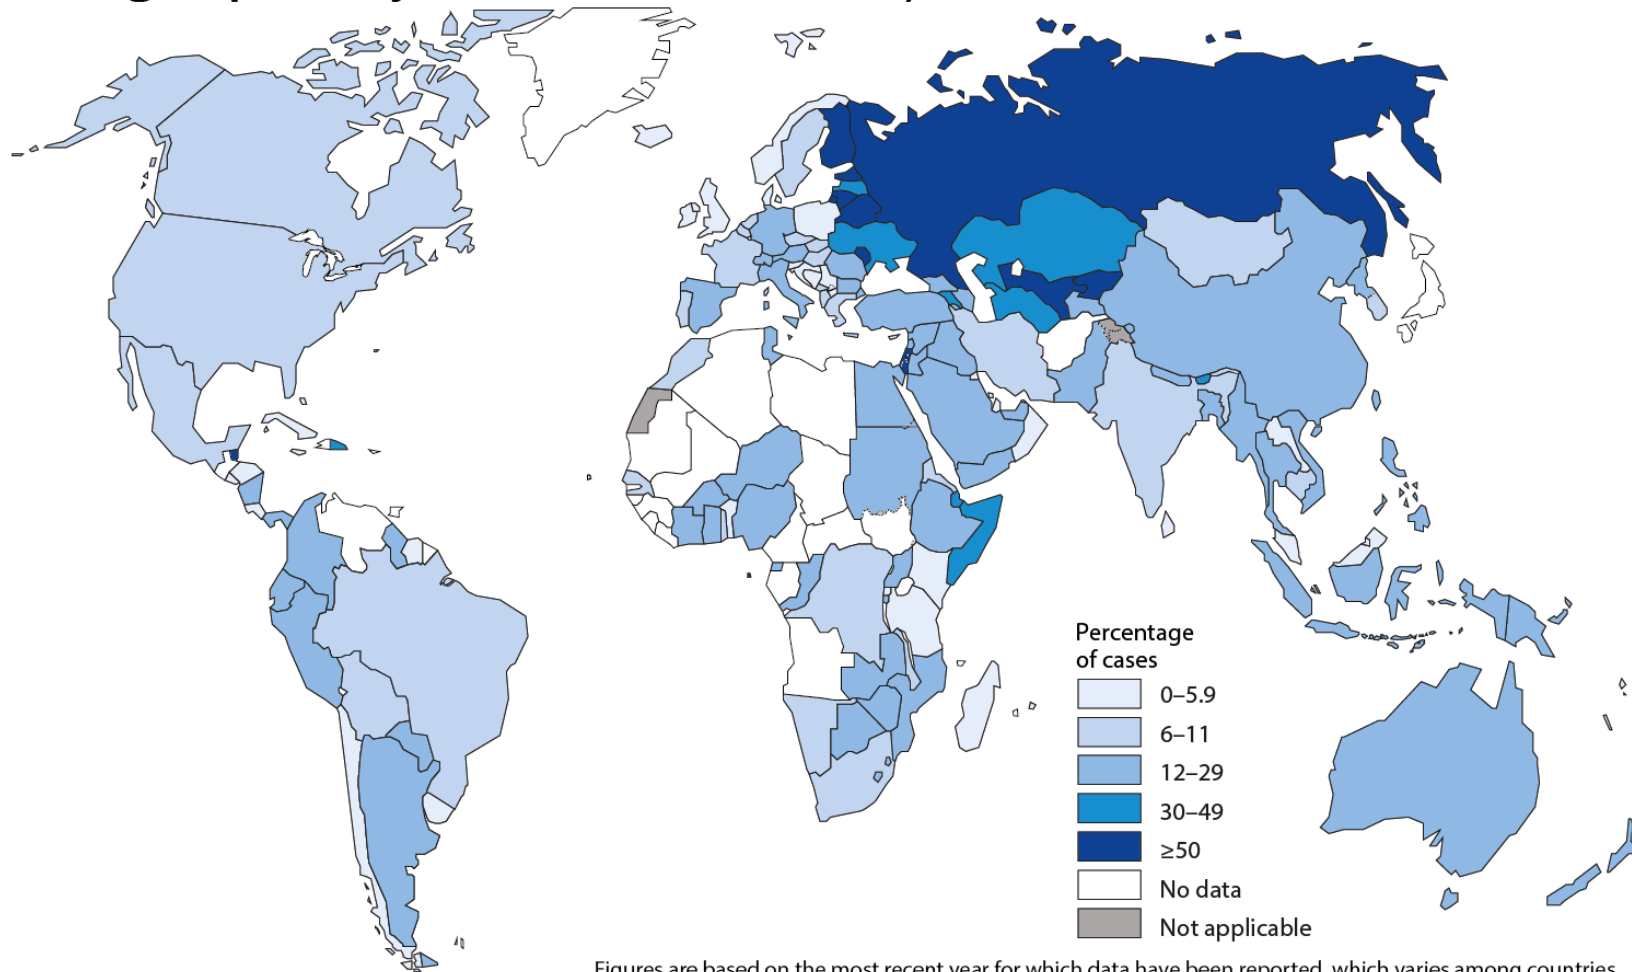 Percentage
of cases
0–5.9
6–11
12–29
30–49
≥50
No data
Not applicable
Figures are based on the most recent year for which data have been reported, which varies among countries